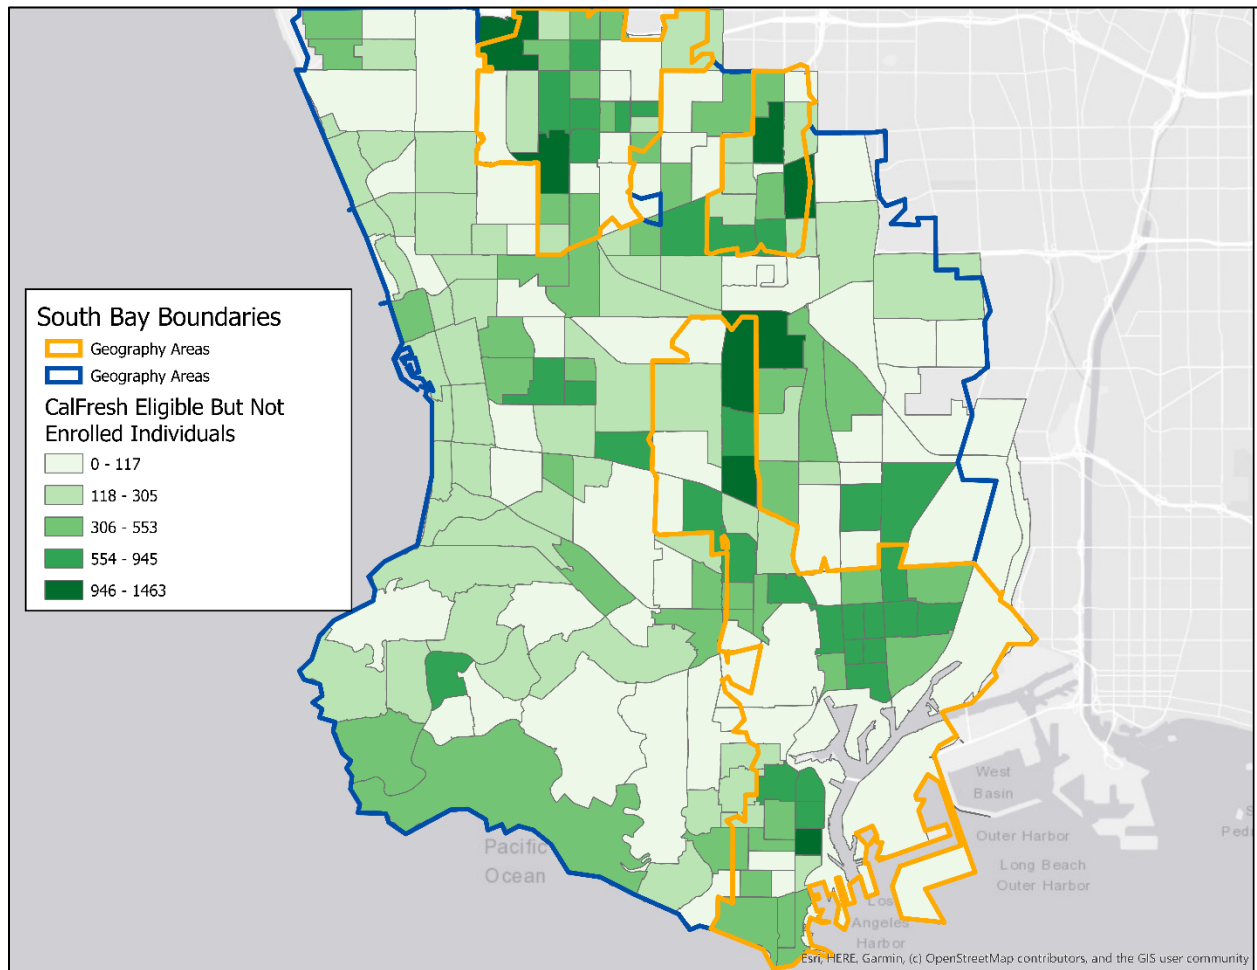 South Bay Boundaries
Geography Areas
Geography Areas
CalFresh Eligible But Not
Enrolled Individuals
0 - 117
118 - 305
306 - 553
554 - 945
946 - 1463
West
Basin
Outer Harbor
Long Beach
Outer Harbor
Pacific
Ocean
Los
Angeles
Harbor
Esri, HERE, Garmin, (c) OpenStreetMap contributors, and the GIS user community